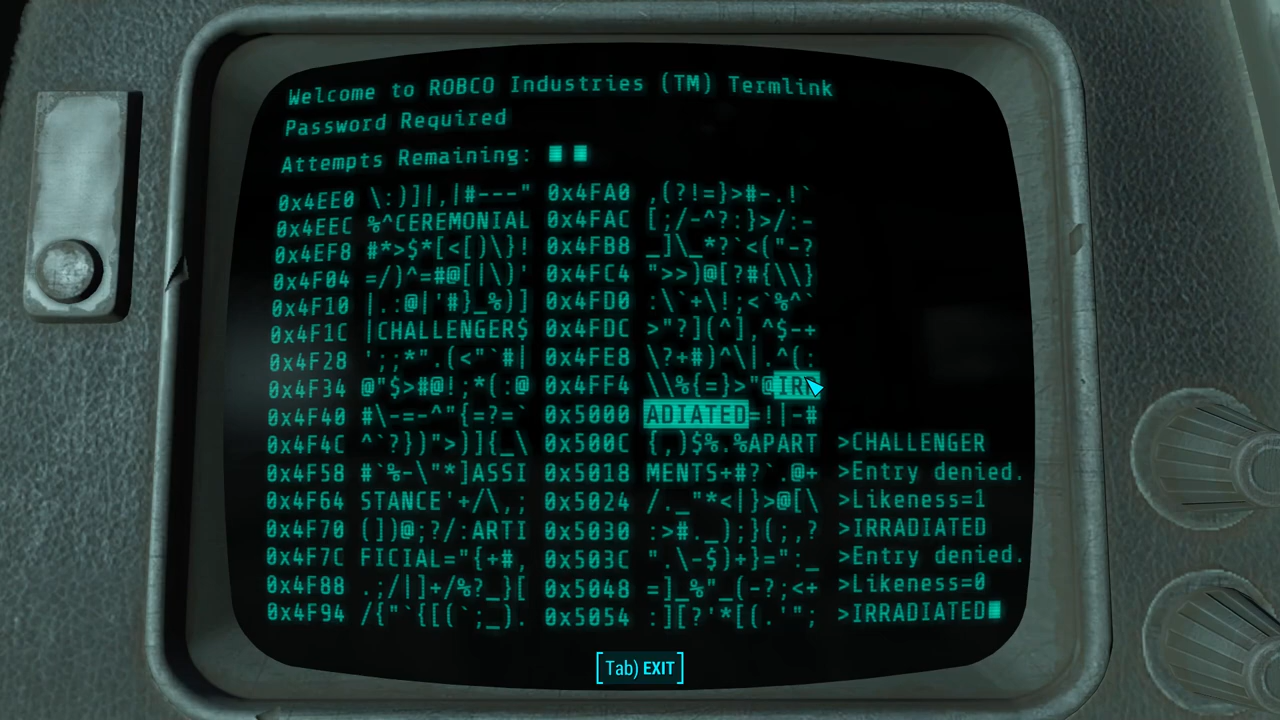 Welcome to ROBCO Industries (TM) Termlink
Password Required
Attempts Remaining: ■ ■
0x4EE0 \:)]|,|#---" 0x4FA0 ,(?!=}>#-.!`
0x4EEC %^CEREMONIAL 0x4FAC [;/-^?:}>/:-
0x4EF8 #*>$*[<[)\}! 0x4FB8 _]\_*?`<("-?
0x4F04 =/)^=#@[|\)' 0x4FC4 ">>)@[?#{\\}
0x4F10 |.:@|'#}_%)] 0x4FD0 :\`+\!;<`%^`
0x4F1C |CHALLENGER$ 0x4FDC >"?](^],^$-+
0x4F28 ';;*".(<"`#| 0x4FE8 \?+#)^\|.^(:
0x4F34 @"$>#@!;*(:@ 0x4FF4 \\%{=}>"@IRR
0x4F40 #\-=-^"{=?=` 0x5000 ADIATED=!|-#
0x4F4C ^`?})">)]{_\ 0x500C {,)$%.%APART >CHALLENGER
0x4F58 #`%-\"*]ASSI 0x5018 MENTS+#?`.@+ >Entry denied.
0x4F64 STANCE'+/\,; 0x5024 /._"*<|}>@[\ >Likeness=1
0x4F70 (])@;?/:ARTI 0x5030 :>#._);}(;,? >IRRADIATED
0x4F7C FICIAL="{+#, 0x503C ".\-$)+}=":_ >Entry denied.
0x4F88 .;/|]+/%?_}[ 0x5048 =]_%"_(-?;<+ >Likeness=0
0x4F94 /{"`{[(`;_). 0x5054 :][?'*[(.'"; >IRRADIATED■
Tab) EXIT